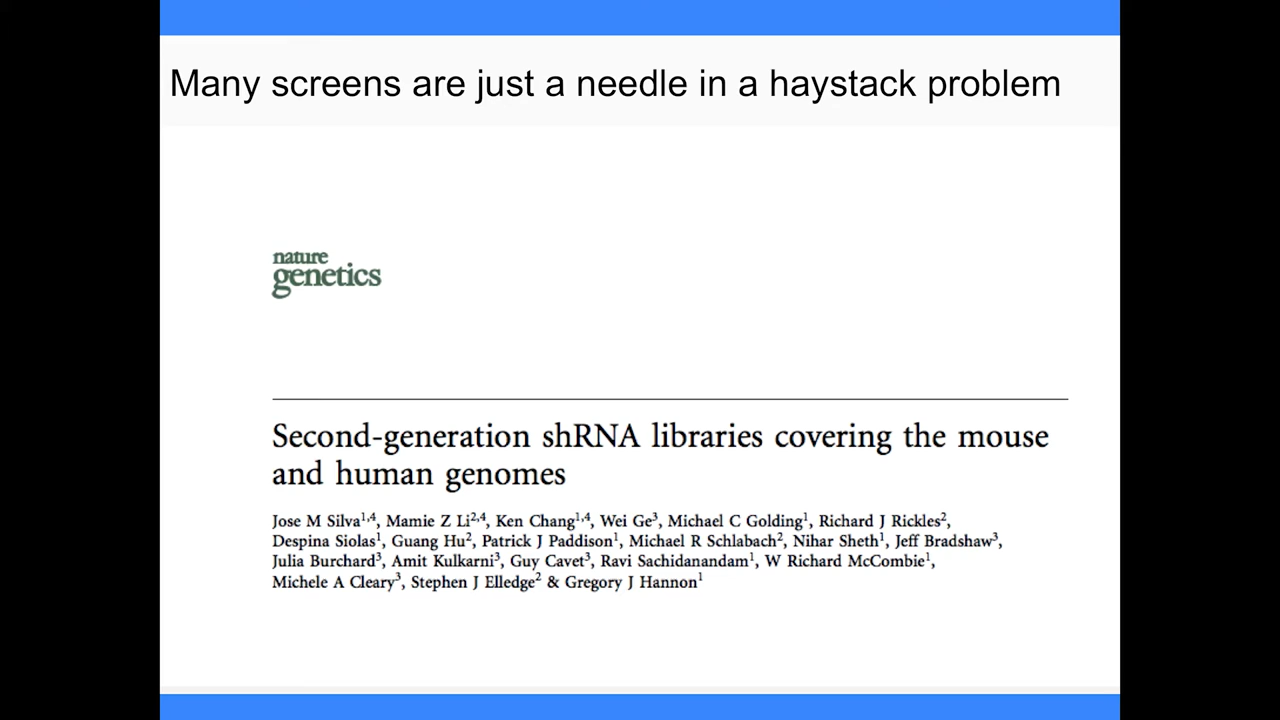 Many screens are just a needle in a haystack problem
nature
genetics
Second-generation shRNA libraries covering the mouse
and human genomes
Jose M Silva1,4, Mamie Z Li2,4, Ken Chang1,4, Wei Ge3, Michael C Golding1, Richard J Rickles2,
Despina Siolas1, Guang Hu2, Patrick J Paddison1, Michael R Schlabach2, Nihar Sheth1, Jeff Bradshaw3,
Julia Burchard3, Amit Kulkarni3, Guy Cavet3, Ravi Sachidanandam1, W Richard McCombie1,
Michele A Cleary3, Stephen J Elledge2 & Gregory J Hannon1